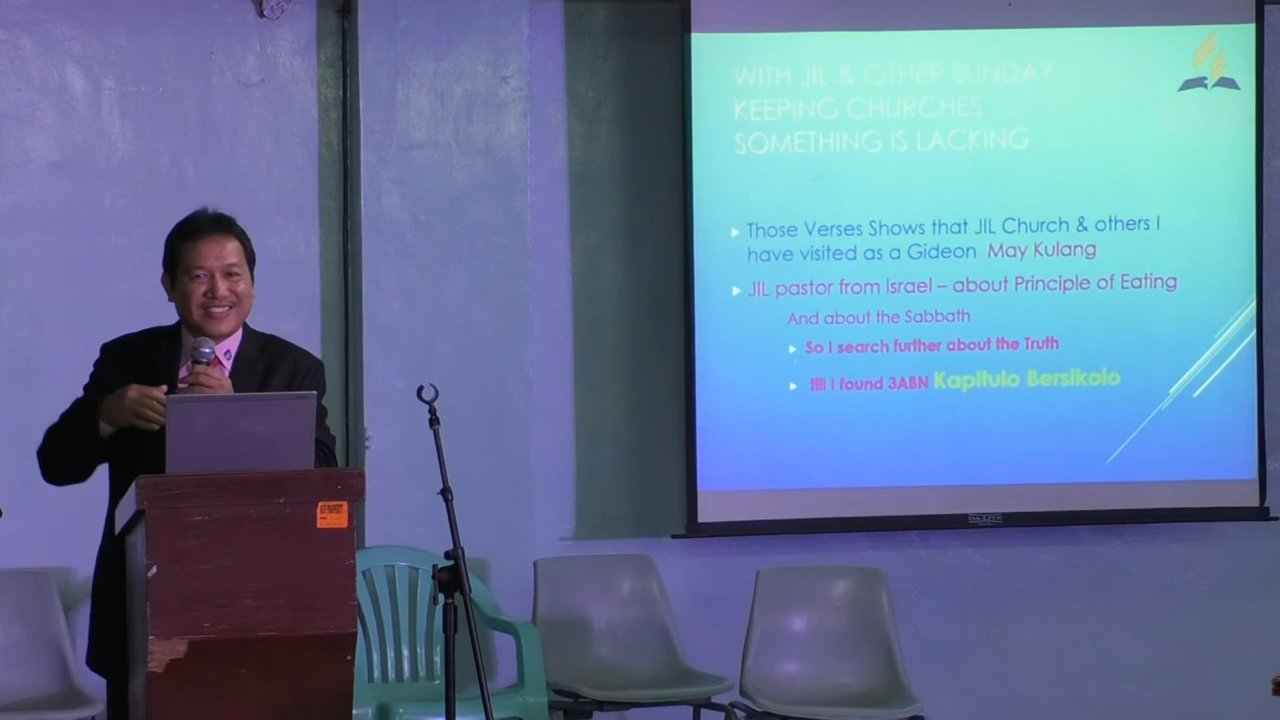 WITH JIL & OTHER SUNDAY
KEEPING CHURCHES
SOMETHING IS LACKING
Those Verses Shows that JIL Church & others I
have visited as a Gideon May Kulang
JIL pastor from Israel – about Principle of Eating
And about the Sabbath
So I search further about the Truth
till I found 3ABN Kapitulo Bersikolo
DA-LITE